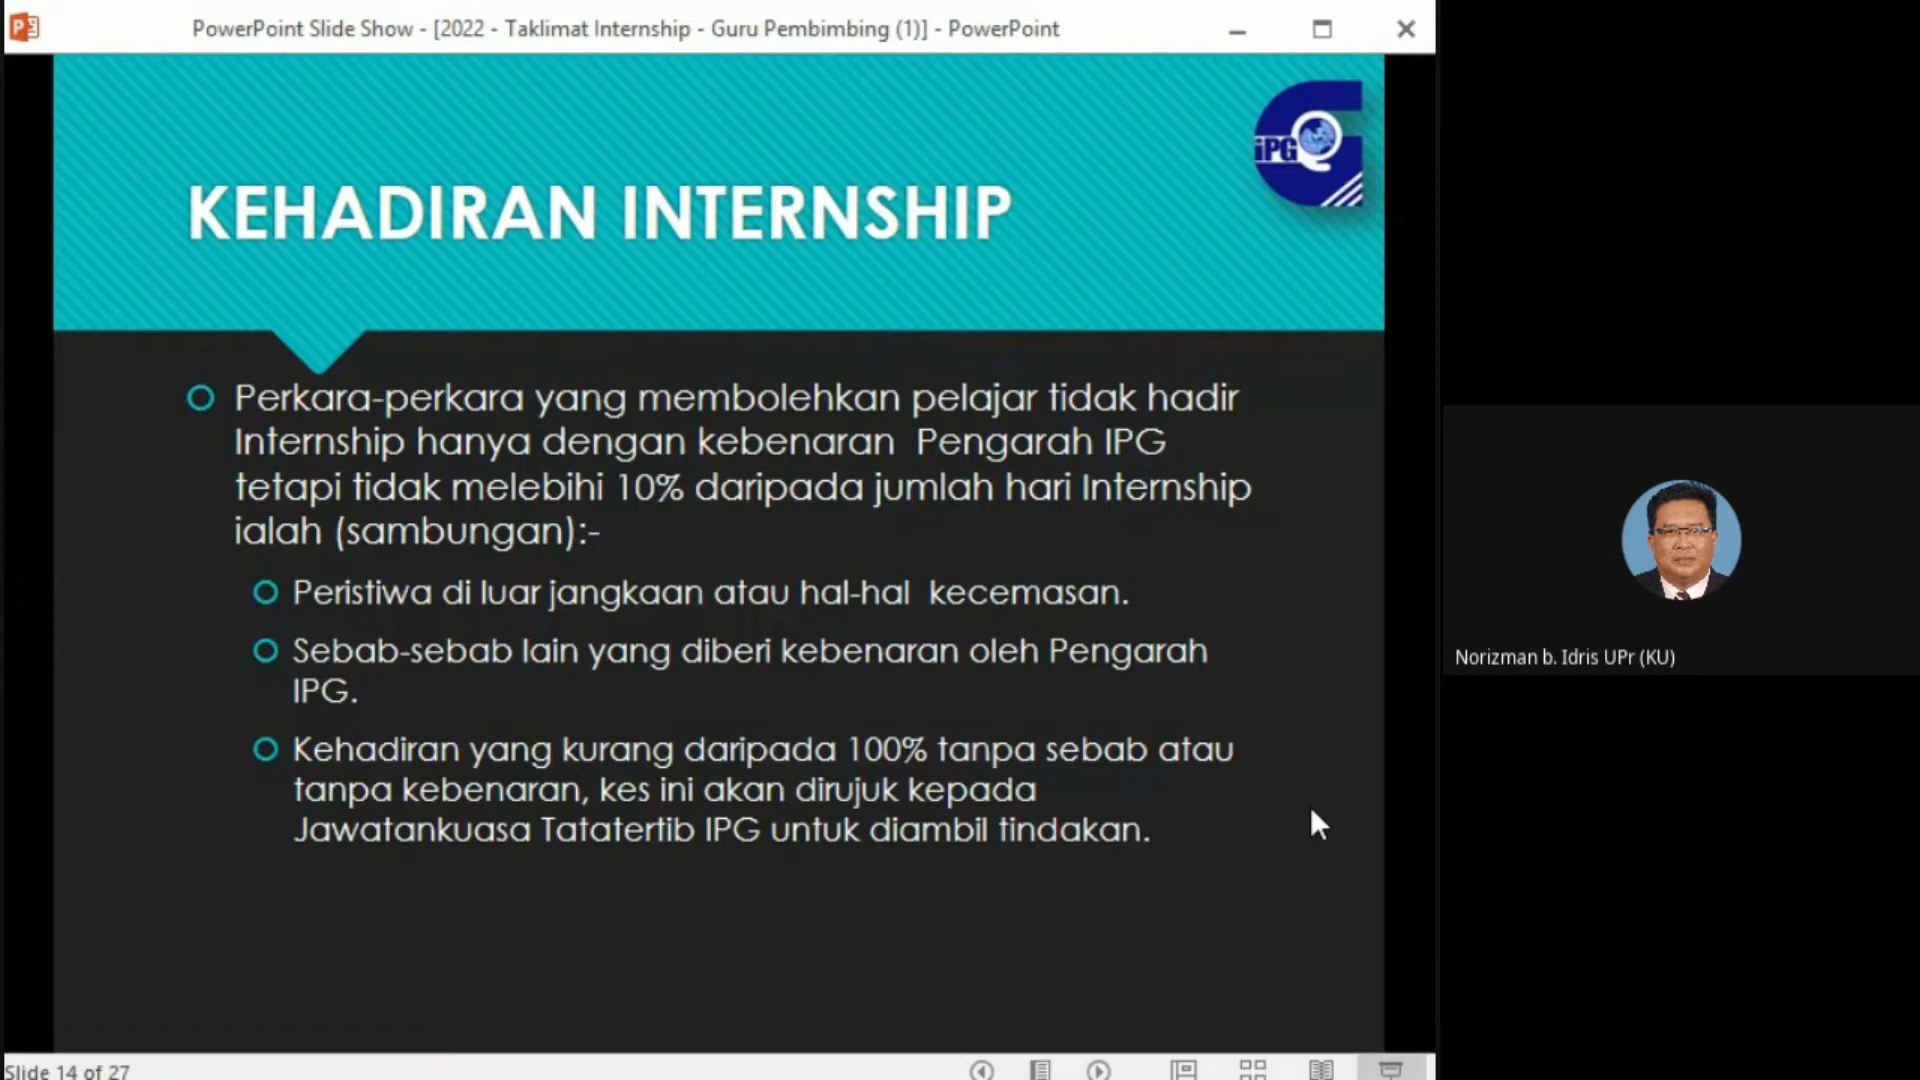 PowerPoint Slide Show - [2022 - Taklimat Internship - Guru Pembimbing (1)] - PowerPoint
iPG
KEHADIRAN INTERNSHIP
Perkara-perkara yang membolehkan pelajar tidak hadir
Internship hanya dengan kebenaran Pengarah IPG
tetapi tidak melebihi 10% daripada jumlah hari Internship
ialah (sambungan):-
Peristiwa di luar jangkaan atau hal-hal kecemasan.
Sebab-sebab lain yang diberi kebenaran oleh Pengarah
IPG.
Kehadiran yang kurang daripada 100% tanpa sebab atau
tanpa kebenaran, kes ini akan dirujuk kepada
Jawatankuasa Tatatertib IPG untuk diambil tindakan.
Norizman b. Idris UPr (KU)
Slide 14 of 27